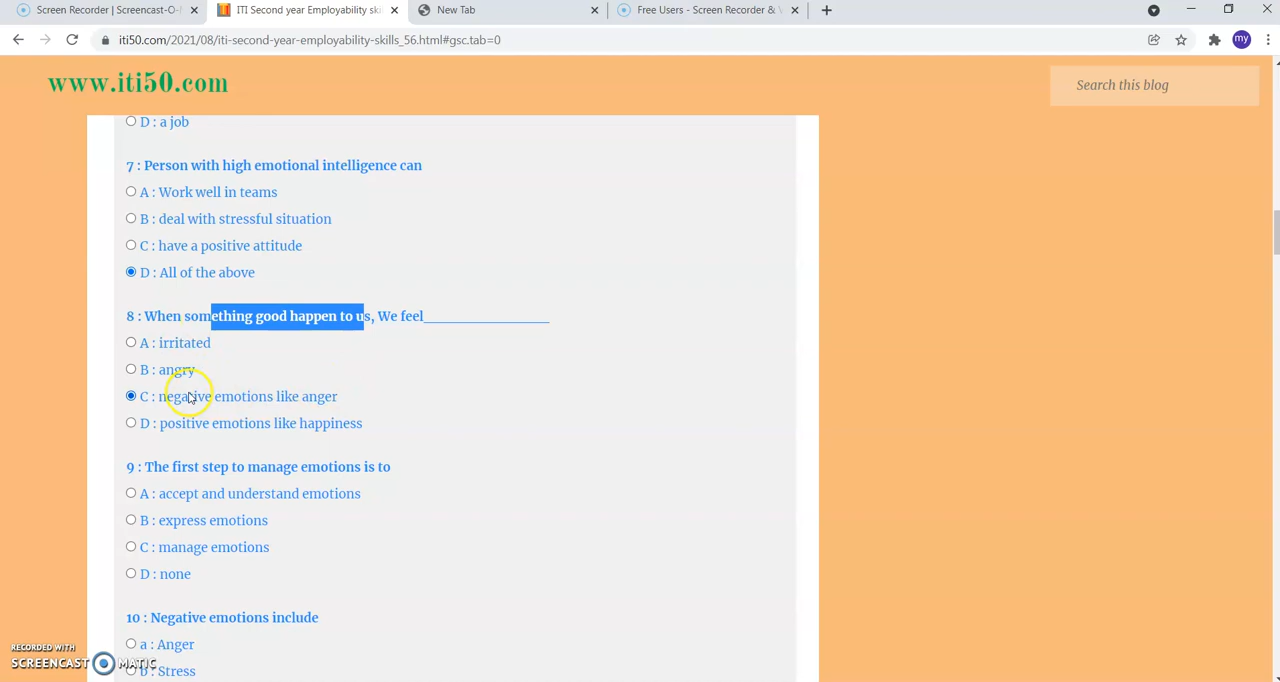 Screen Recorder | Screencast-O-
ITI Second year Employability ski
New Tab
Free Users - Screen Recorder & V
iti50.com/2021/08/iti-second-year-employability-skills_56.html#gsc.tab=0
my
www.iti50.com
Search this blog
D : a job
7 : Person with high emotional intelligence can
A : Work well in teams
B : deal with stressful situation
C : have a positive attitude
D : All of the above
8 : When something good happen to us, We feel________________
A : irritated
B : angry
C : negative emotions like anger
D : positive emotions like happiness
9 : The first step to manage emotions is to
A : accept and understand emotions
B : express emotions
C : manage emotions
D : none
10 : Negative emotions include
a : Anger
b : Stress
RECORDED WITH
SCREENCAST MATIC